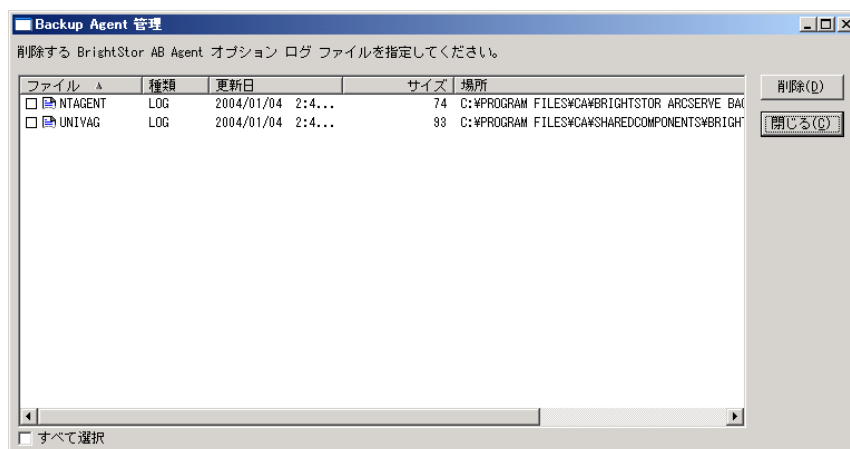 Backup Agent 管理
削除する BrightStor AB Agent オプション ログ ファイルを指定してください。
ファイル 種類 更新日 サイズ 場所
NTAGENT LOG 2004/01/04 2:4... 74 C:¥PROGRAM FILES¥CA¥BRIGHTSTOR ARCSERVE BAC
UNIVAG LOG 2004/01/04 2:4... 93 C:¥PROGRAM FILES¥CA¥SHAREDCOMPONENTS¥BRIGHT
削除(D)
閉じる(C)
すべて選択